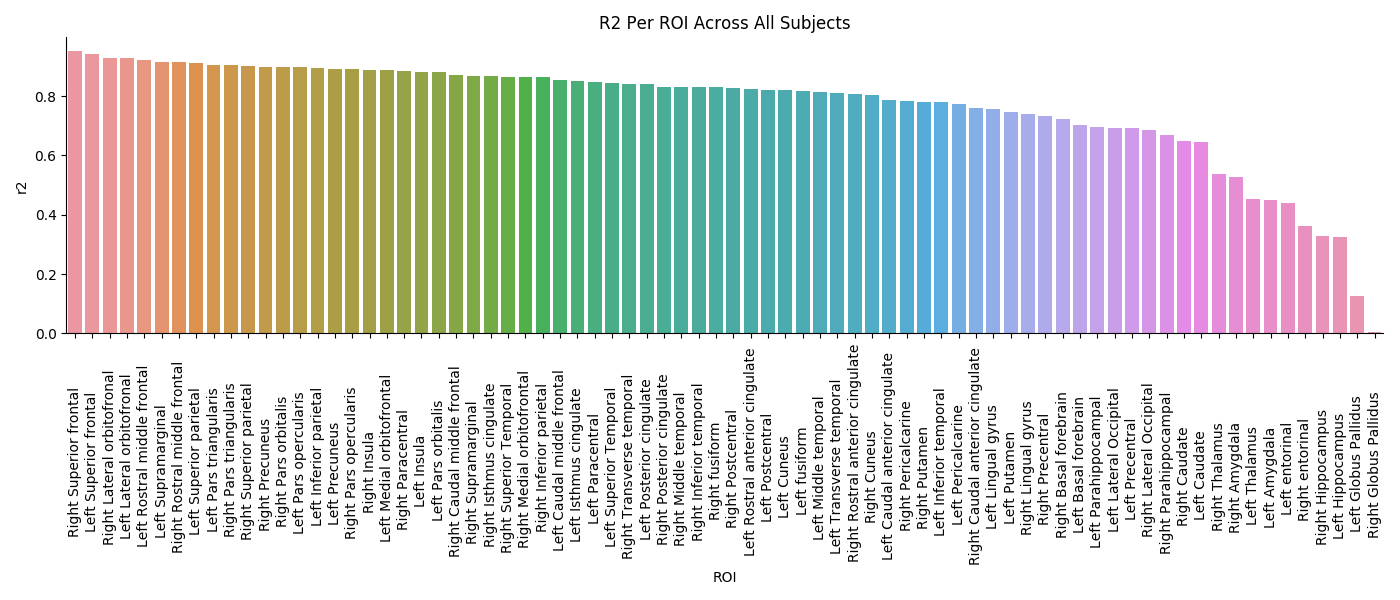 R2 Per ROI Across All Subjects
r2
0.8
0.6
0.4
0.2
0.0
Right Superior frontal
Left Superior frontal
Right Lateral orbitofronal
Left Lateral orbitofronal
Left Rostral middle frontal
Left Supramarginal
Right Rostral middle frontal
Left Superior parietal
Left Pars triangularis
Right Pars triangularis
Right Superior parietal
Right Precuneus
Right Pars orbitalis
Left Pars opercularis
Left Inferior parietal
Left Precuneus
Right Pars opercularis
Right Insula
Left Medial orbitofrontal
Right Paracentral
Left Insula
Left Pars orbitalis
Right Caudal middle frontal
Right Supramarginal
Right Isthmus cingulate
Right Superior Temporal
Right Medial orbitofrontal
Right Inferior parietal
Left Caudal middle frontal
Left Isthmus cingulate
Left Paracentral
Left Superior Temporal
Right Transverse temporal
Left Posterior cingulate
Right Posterior cingulate
Right Middle temporal
Right Inferior temporal
Right fusiform
Right Postcentral
Left Rostral anterior cingulate
Left Postcentral
Left Cuneus
Left fusiform
Left Middle temporal
Left Transverse temporal
Right Rostral anterior cingulate
Right Cuneus
Left Caudal anterior cingulate
Right Pericalcarine
Right Putamen
Left Inferior temporal
Left Pericalcarine
Right Caudal anterior cingulate
Left Lingual gyrus
Left Putamen
Right Lingual gyrus
Right Precentral
Right Basal forebrain
Left Basal forebrain
Left Parahippocampal
Left Lateral Occipital
Left Precentral
Right Lateral Occipital
Right Parahippocampal
Right Caudate
Left Caudate
Right Thalamus
Right Amygdala
Left Thalamus
Left Amygdala
Left entorinal
Right entorinal
Right Hippocampus
Left Hippocampus
Left Globus Pallidus
Right Globus Pallidus
ROI